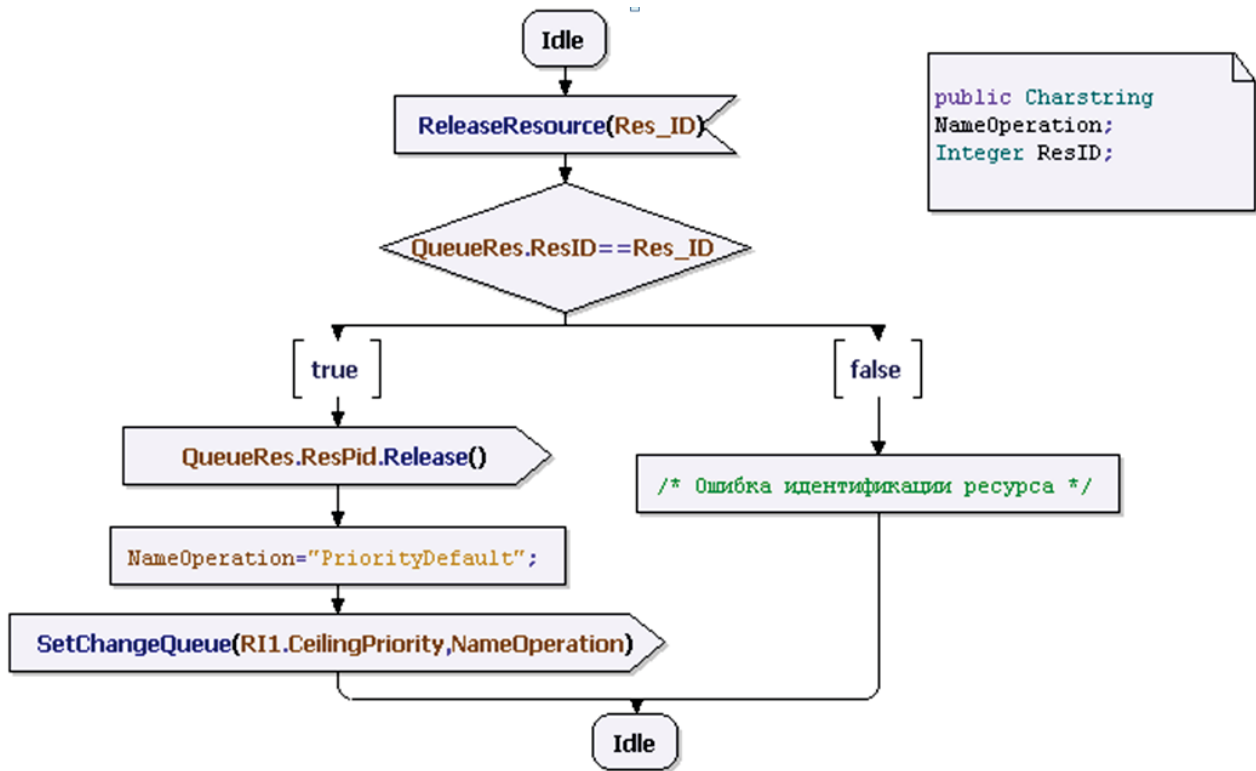 Idle
public Charstring
NameOperation;
Integer ResID;
ReleaseResource(Res_ID)
QueueRes.ResID==Res_ID
true
false
QueueRes.ResPid.Release()
/* Ошибка идентификации ресурса */
NameOperation="PriorityDefault";
SetChangeQueue(RI1.CeilingPriority,NameOperation)
Idle